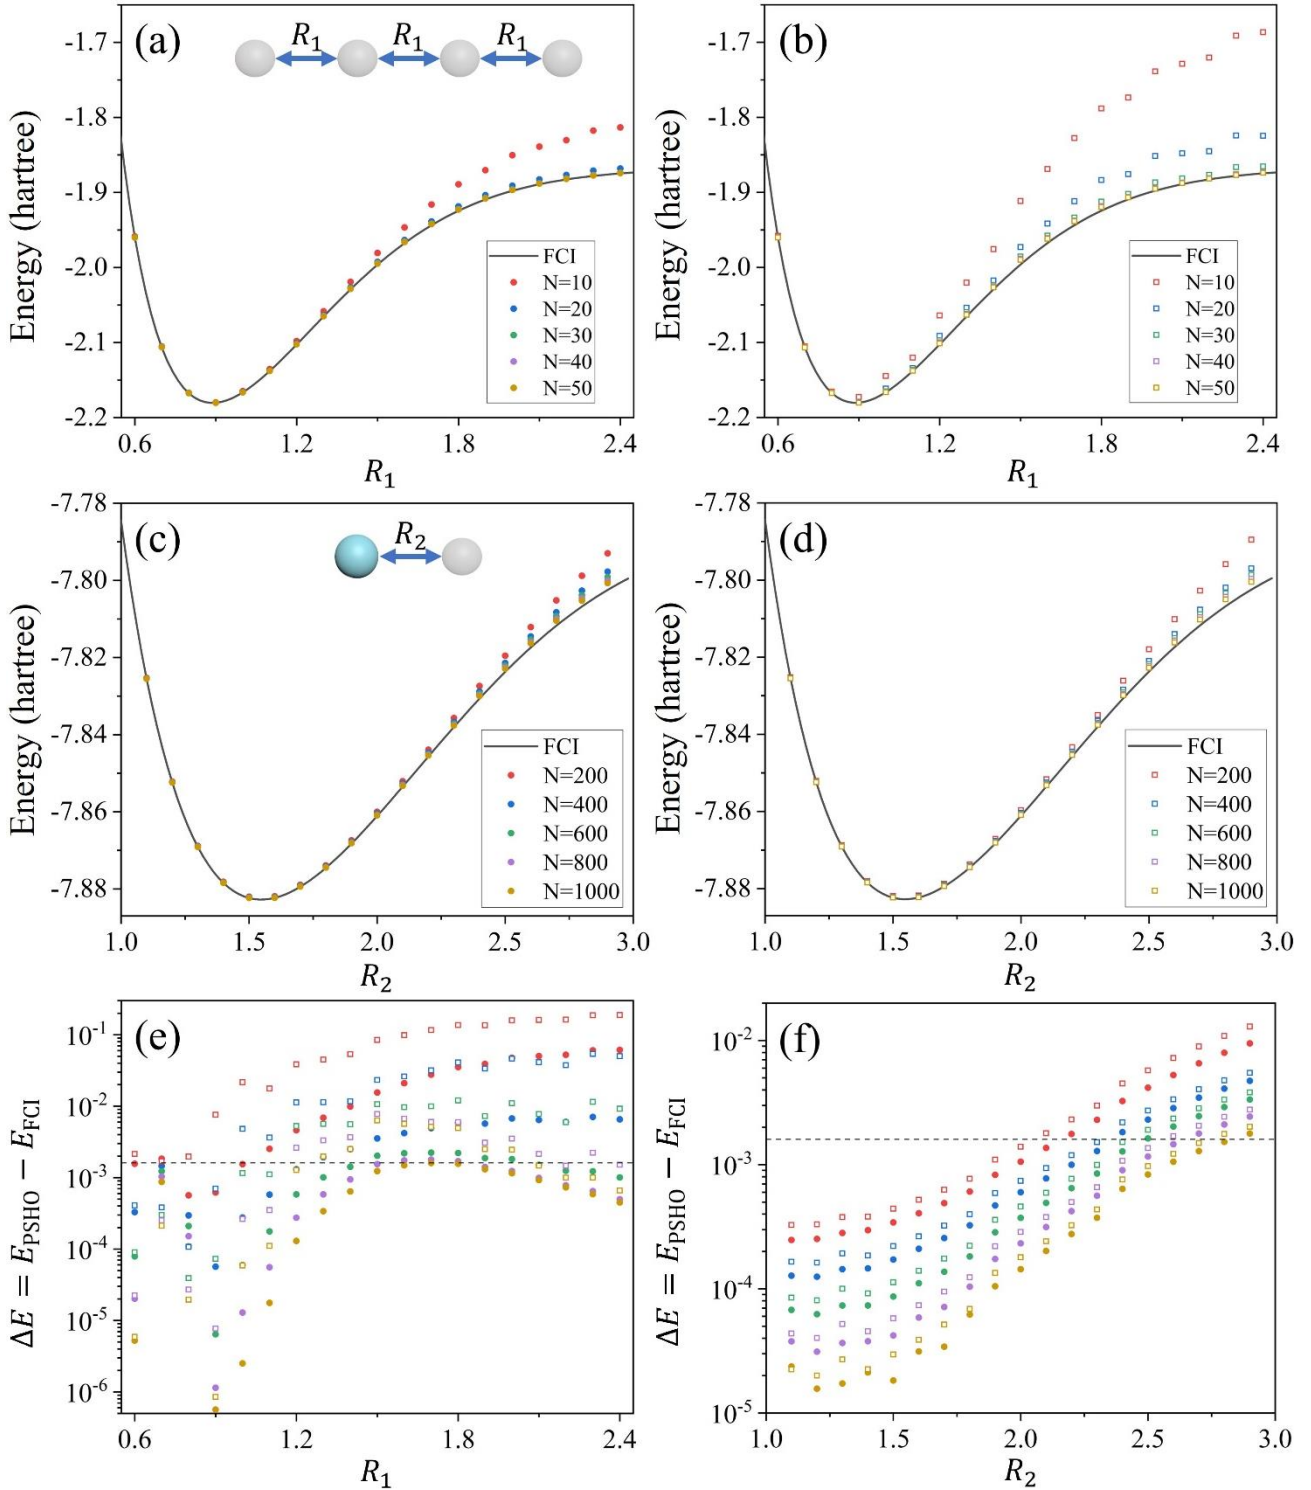 (a)
R₁ R₁ R₁
Energy (hartree)
-1.7
-1.8
-1.9
-2.0
-2.1
-2.2
FCI
N=10
N=20
N=30
N=40
N=50
0.6 1.2 1.8 2.4
R₁
(b)
Energy (hartree)
-1.7
-1.8
-1.9
-2.0
-2.1
-2.2
FCI
N=10
N=20
N=30
N=40
N=50
0.6 1.2 1.8 2.4
R₁
(c)
R₂
Energy (hartree)
-7.78
-7.80
-7.82
-7.84
-7.86
-7.88
FCI
N=200
N=400
N=600
N=800
N=1000
1.0 1.5 2.0 2.5 3.0
R₂
(d)
Energy (hartree)
-7.78
-7.80
-7.82
-7.84
-7.86
-7.88
FCI
N=200
N=400
N=600
N=800
N=1000
1.0 1.5 2.0 2.5 3.0
R₂
(e)
ΔE = E_PSHO − E_FCI
10⁻¹
10⁻²
10⁻³
10⁻⁴
10⁻⁵
10⁻⁶
0.6 1.2 1.8 2.4
R₁
(f)
ΔE = E_PSHO − E_FCI
10⁻²
10⁻³
10⁻⁴
10⁻⁵
1.0 1.5 2.0 2.5 3.0
R₂